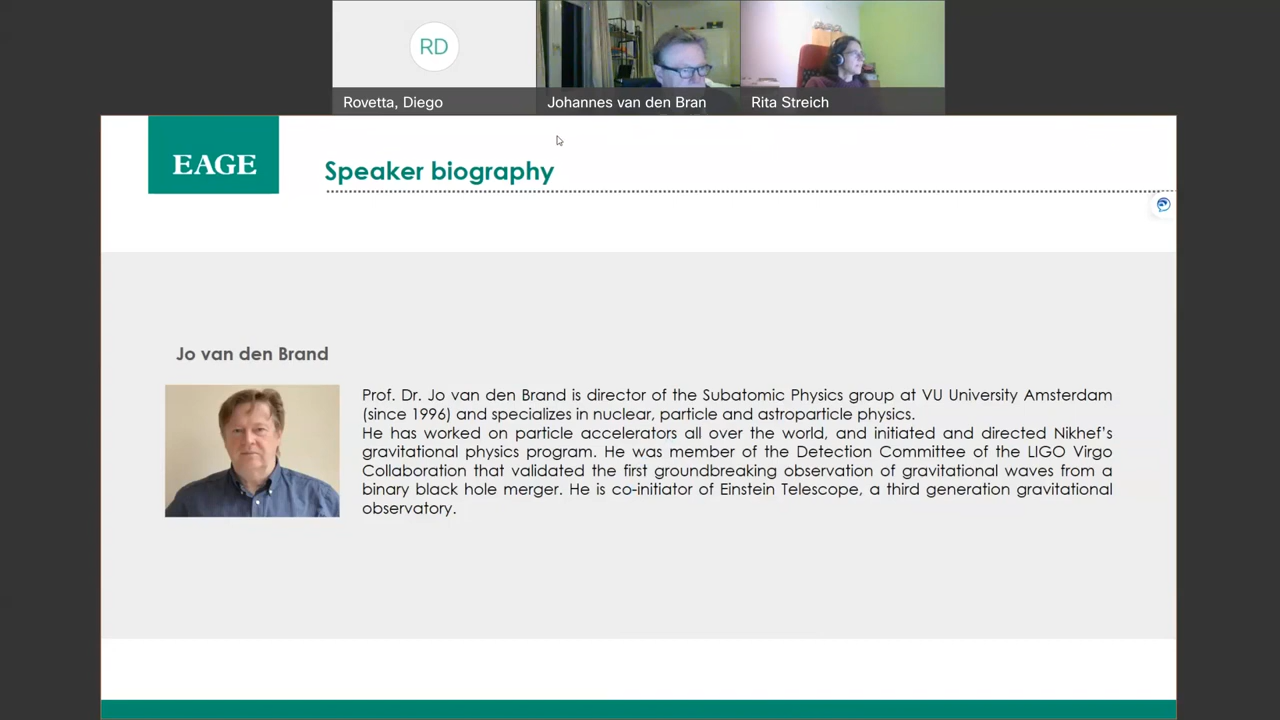 RD
Rovetta, Diego
Johannes van den Bran
Rita Streich
EAGE
Speaker biography
Jo van den Brand
Prof. Dr. Jo van den Brand is director of the Subatomic Physics group at VU University Amsterdam
(since 1996) and specializes in nuclear, particle and astroparticle physics.
He has worked on particle accelerators all over the world, and initiated and directed Nikhef's
gravitational physics program. He was member of the Detection Committee of the LIGO Virgo
Collaboration that validated the first groundbreaking observation of gravitational waves from a
binary black hole merger. He is co-initiator of Einstein Telescope, a third generation gravitational
observatory.